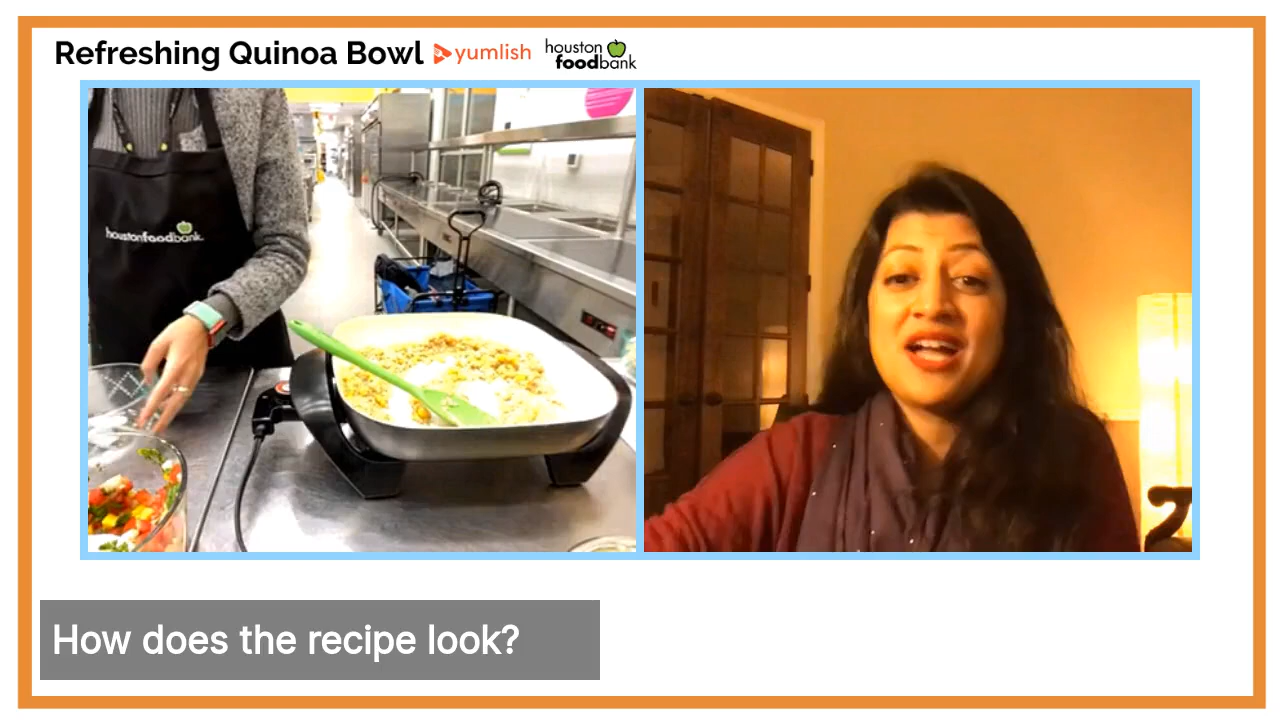 Refreshing Quinoa Bowl yumlish houston foodbank
houstonfoodbank
How does the recipe look?